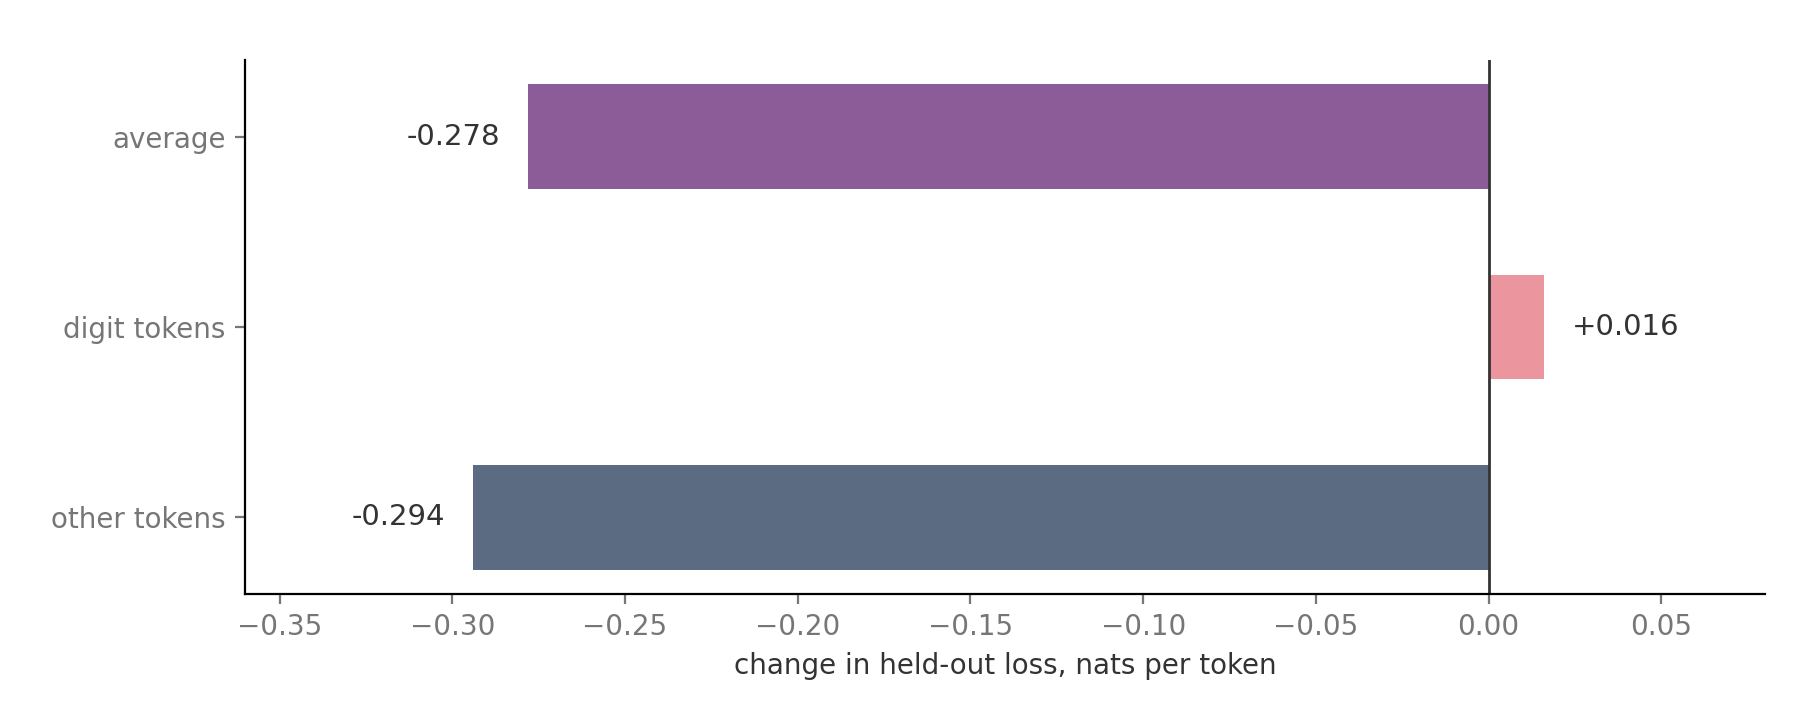 average
-0.278
digit tokens
+0.016
other tokens
-0.294
−0.35 −0.30 −0.25 −0.20 −0.15 −0.10 −0.05 0.00 0.05
change in held-out loss, nats per token